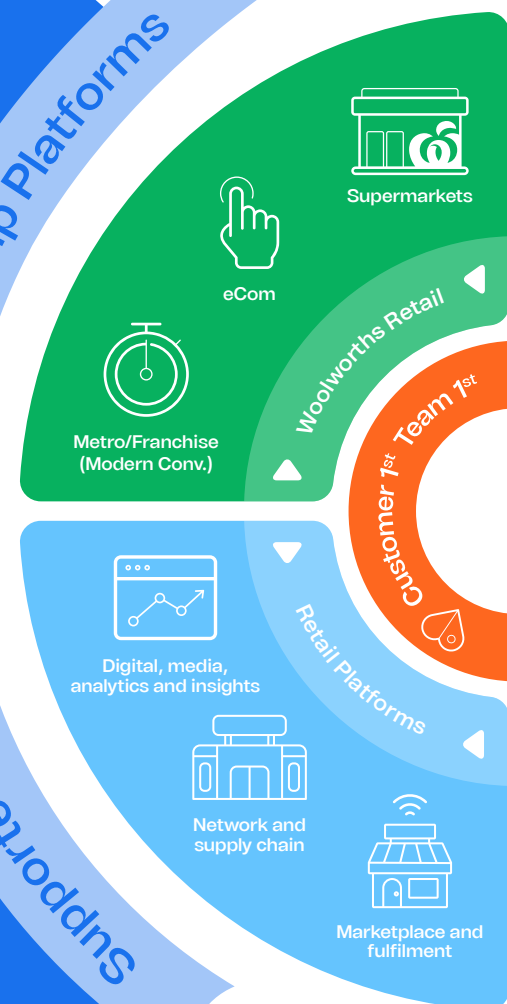 Platforms
Supermarkets
eCom
Woolworths Retail
Metro/Franchise
(Modern Conv.)
Customer 1st Team 1st
Digital, media,
analytics and insights
Retail Platforms
Network and
supply chain
Marketplace and
fulfilment